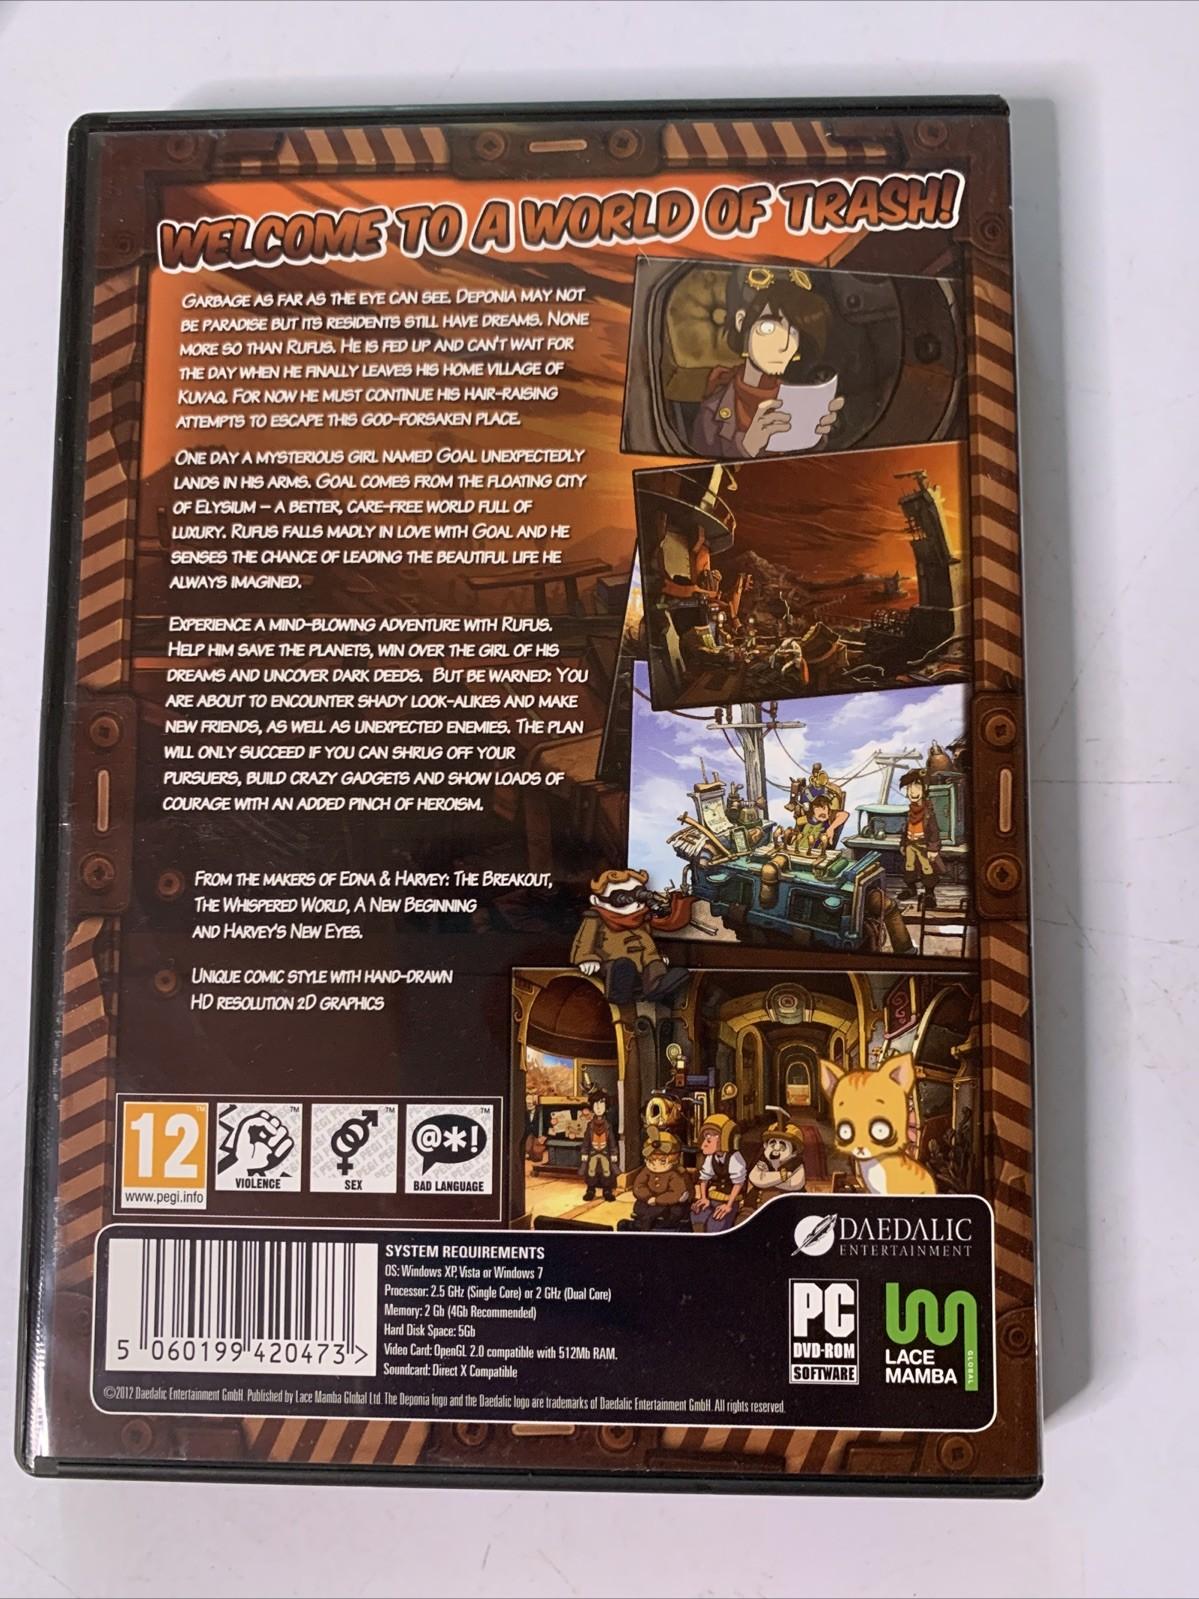 WELCOME TO A WORLD OF TRASH!
GARBAGE AS FAR AS THE EYE CAN SEE. DEPONIA MAY NOT
BE PARADISE BUT ITS RESIDENTS STILL HAVE DREAMS. NONE
MORE SO THAN RUFUS. HE IS FED UP AND CAN'T WAIT FOR
THE DAY WHEN HE FINALLY LEAVES HIS HOME VILLAGE OF
KUVAQ. FOR NOW HE MUST CONTINUE HIS HAIR-RAISING
ATTEMPTS TO ESCAPE THIS GOD-FORSAKEN PLACE.
ONE DAY A MYSTERIOUS GIRL NAMED GOAL UNEXPECTEDLY
LANDS IN HIS ARMS. GOAL COMES FROM THE FLOATING CITY
OF ELYSIUM – A BETTER, CARE-FREE WORLD FULL OF
LUXURY. RUFUS FALLS MADLY IN LOVE WITH GOAL AND HE
SENSES THE CHANCE OF LEADING THE BEAUTIFUL LIFE HE
ALWAYS IMAGINED.
EXPERIENCE A MIND-BLOWING ADVENTURE WITH RUFUS.
HELP HIM SAVE THE PLANETS, WIN OVER THE GIRL OF HIS
DREAMS AND UNCOVER DARK DEEDS. BUT BE WARNED: YOU
ARE ABOUT TO ENCOUNTER SHADY LOOK-ALIKES AND MAKE
NEW FRIENDS, AS WELL AS UNEXPECTED ENEMIES. THE PLAN
WILL ONLY SUCCEED IF YOU CAN SHRUG OFF YOUR
PURSUERS, BUILD CRAZY GADGETS AND SHOW LOADS OF
COURAGE WITH AN ADDED PINCH OF HEROISM.
FROM THE MAKERS OF EDNA & HARVEY: THE BREAKOUT,
THE WHISPERED WORLD, A NEW BEGINNING
AND HARVEY'S NEW EYES.
UNIQUE COMIC STYLE WITH HAND-DRAWN
HD RESOLUTION 2D GRAPHICS
12
www.pegi.info
VIOLENCE
SEX
@*!
BAD LANGUAGE
DAEDALIC
ENTERTAINMENT
SYSTEM REQUIREMENTS
OS: Windows XP, Vista or Windows 7
Processor: 2.5 GHz (Single Core) or 2 GHz (Dual Core)
Memory: 2 Gb (4Gb Recommended)
Hard Disk Space: 5Gb
Video Card: OpenGL 2.0 compatible with 512Mb RAM.
Soundcard: Direct X Compatible
5 060199 420473 >
PC
DVD-ROM
SOFTWARE
LACE
MAMBA
GLOBAL
©2012 Daedalic Entertainment GmbH. Published by Lace Mamba Global Ltd. The Deponia logo and the Daedalic logo are trademarks of Daedalic Entertainment GmbH. All rights reserved.